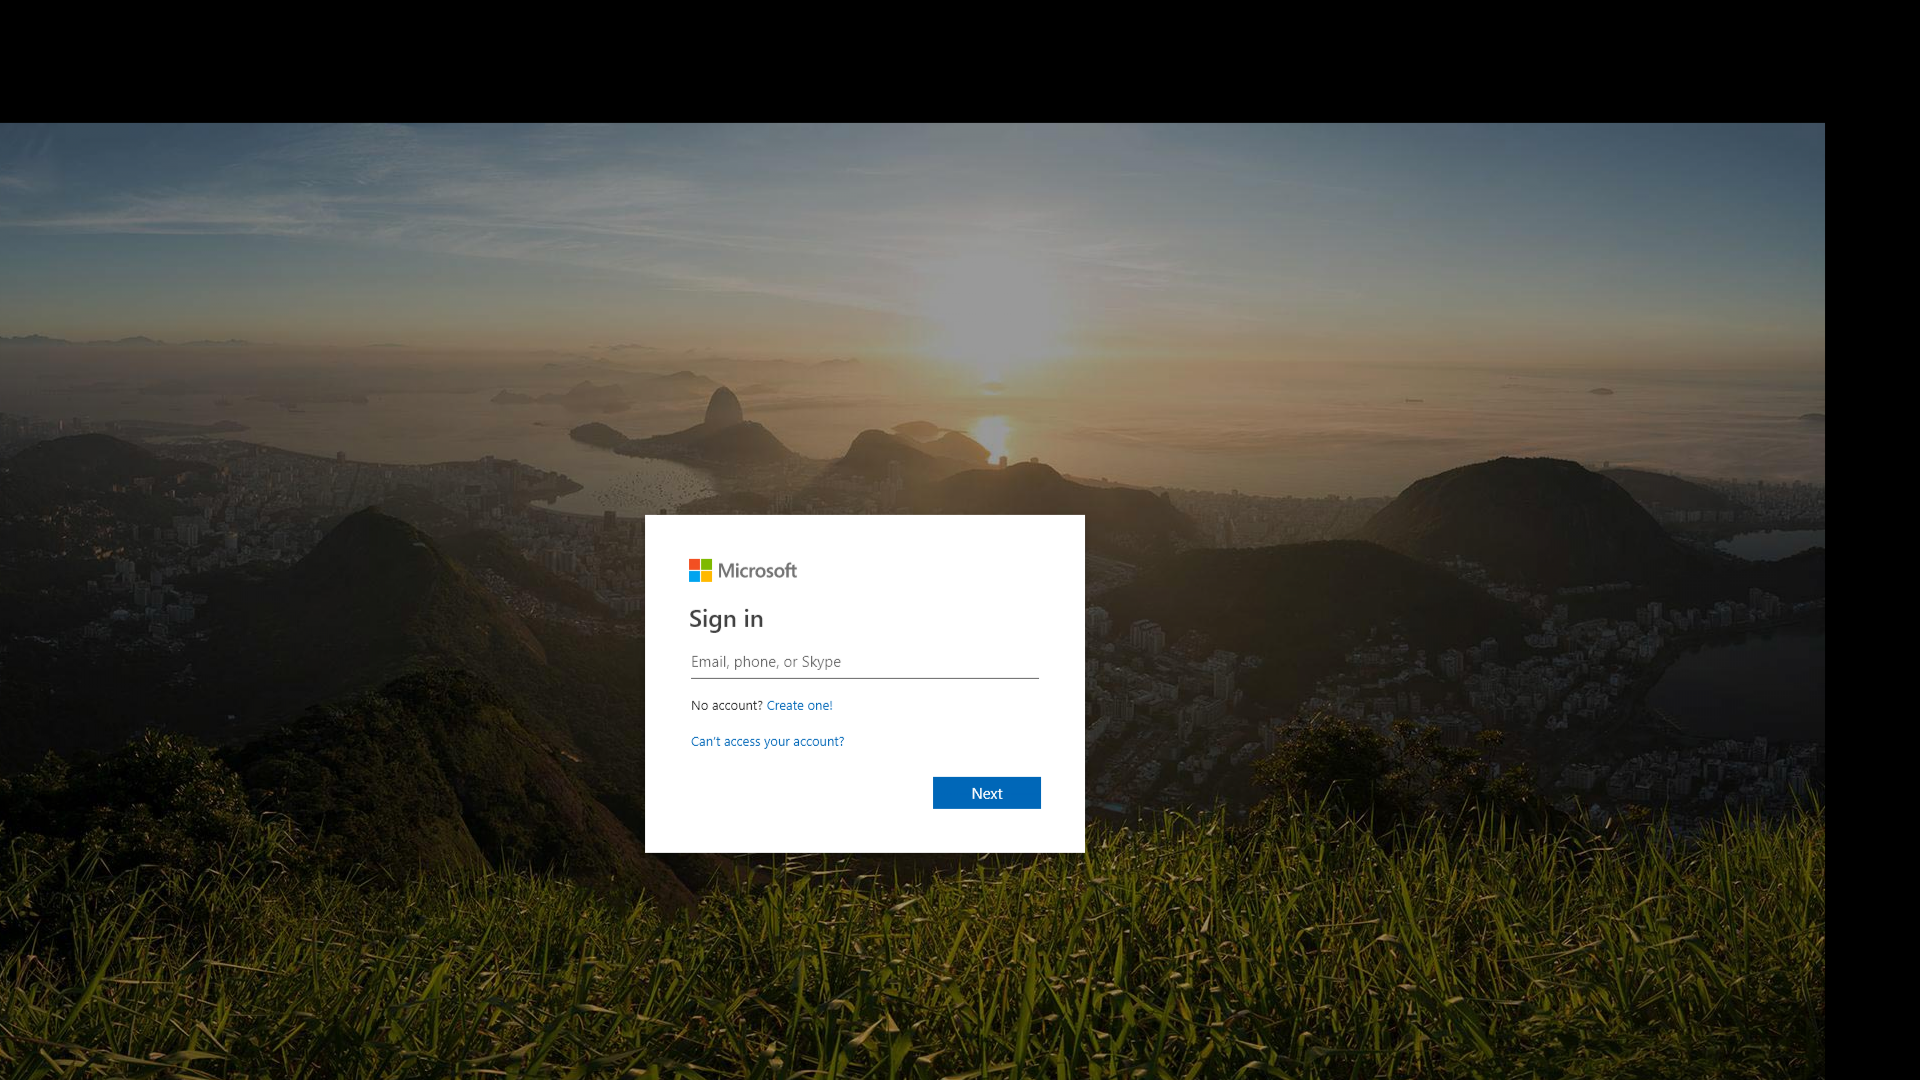 Microsoft
Sign in
Email, phone, or Skype
No account? Create one!
Can't access your account?
Next